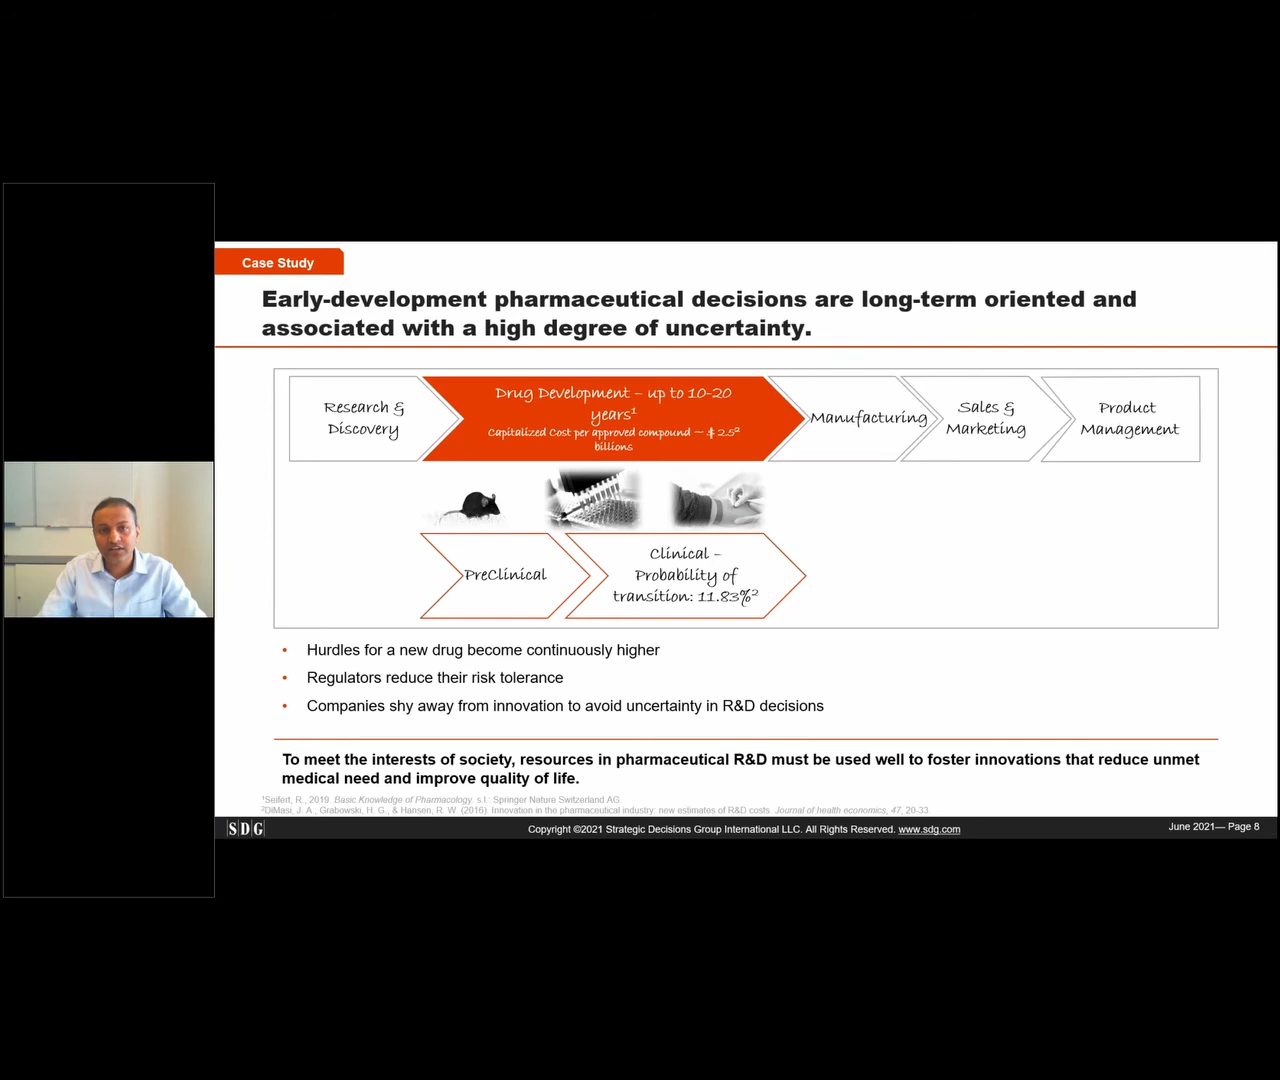 Case Study
Early-development pharmaceutical decisions are long-term oriented and
associated with a high degree of uncertainty.
Research &
Discovery
Drug Development – up to 10-20
years¹
Capitalized Cost per approved compound ~ $ 2.5²
billions
Manufacturing
Sales &
Marketing
Product
Management
PreClinical
Clinical –
Probability of
transition: 11.83%²
• Hurdles for a new drug become continuously higher
• Regulators reduce their risk tolerance
• Companies shy away from innovation to avoid uncertainty in R&D decisions
To meet the interests of society, resources in pharmaceutical R&D must be used well to foster innovations that reduce unmet
medical need and improve quality of life.
¹Seifert, R., 2019. Basic Knowledge of Pharmacology. s.l.: Springer Nature Switzerland AG.
²DiMasi, J. A., Grabowski, H. G., & Hansen, R. W. (2016). Innovation in the pharmaceutical industry: new estimates of R&D costs. Journal of health economics, 47, 20-33.
SDG
Copyright ©2021 Strategic Decisions Group International LLC. All Rights Reserved. www.sdg.com
June 2021— Page 8